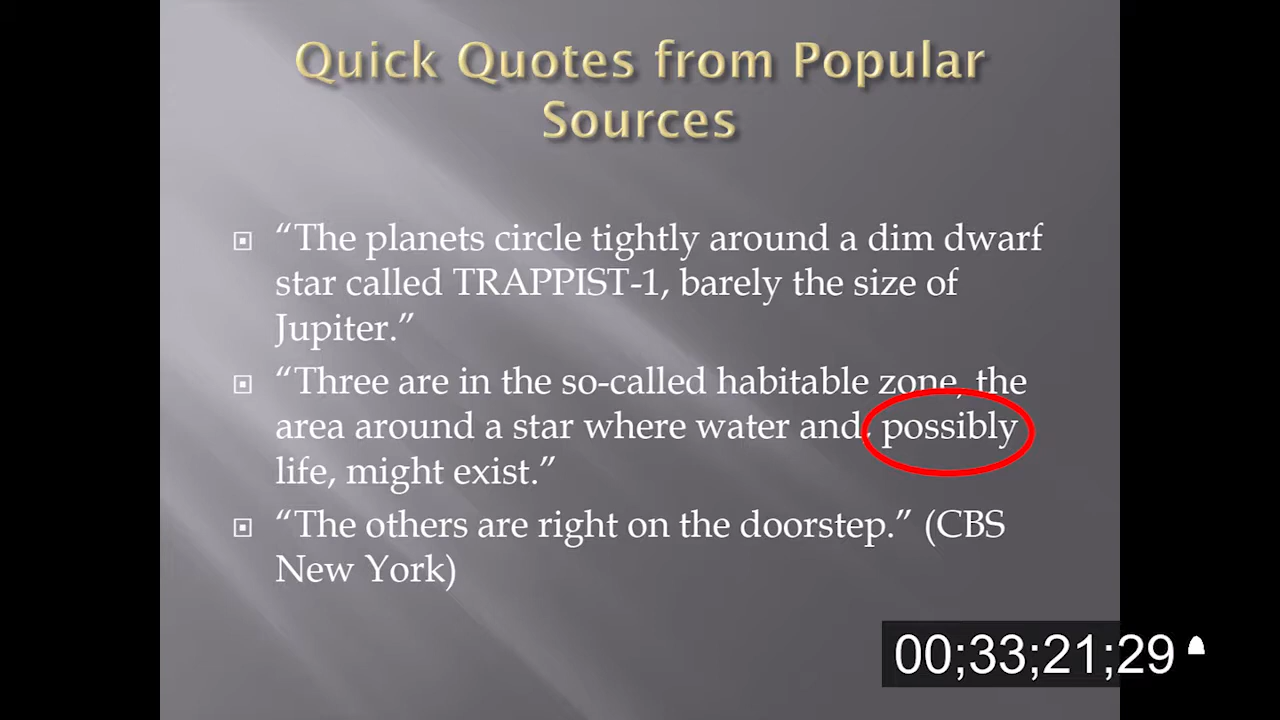 Quick Quotes from Popular
Sources
“The planets circle tightly around a dim dwarf
star called TRAPPIST-1, barely the size of
Jupiter.”
“Three are in the so-called habitable zone, the
area around a star where water and, possibly
life, might exist.”
“The others are right on the doorstep.” (CBS
New York)
00;33;21;29